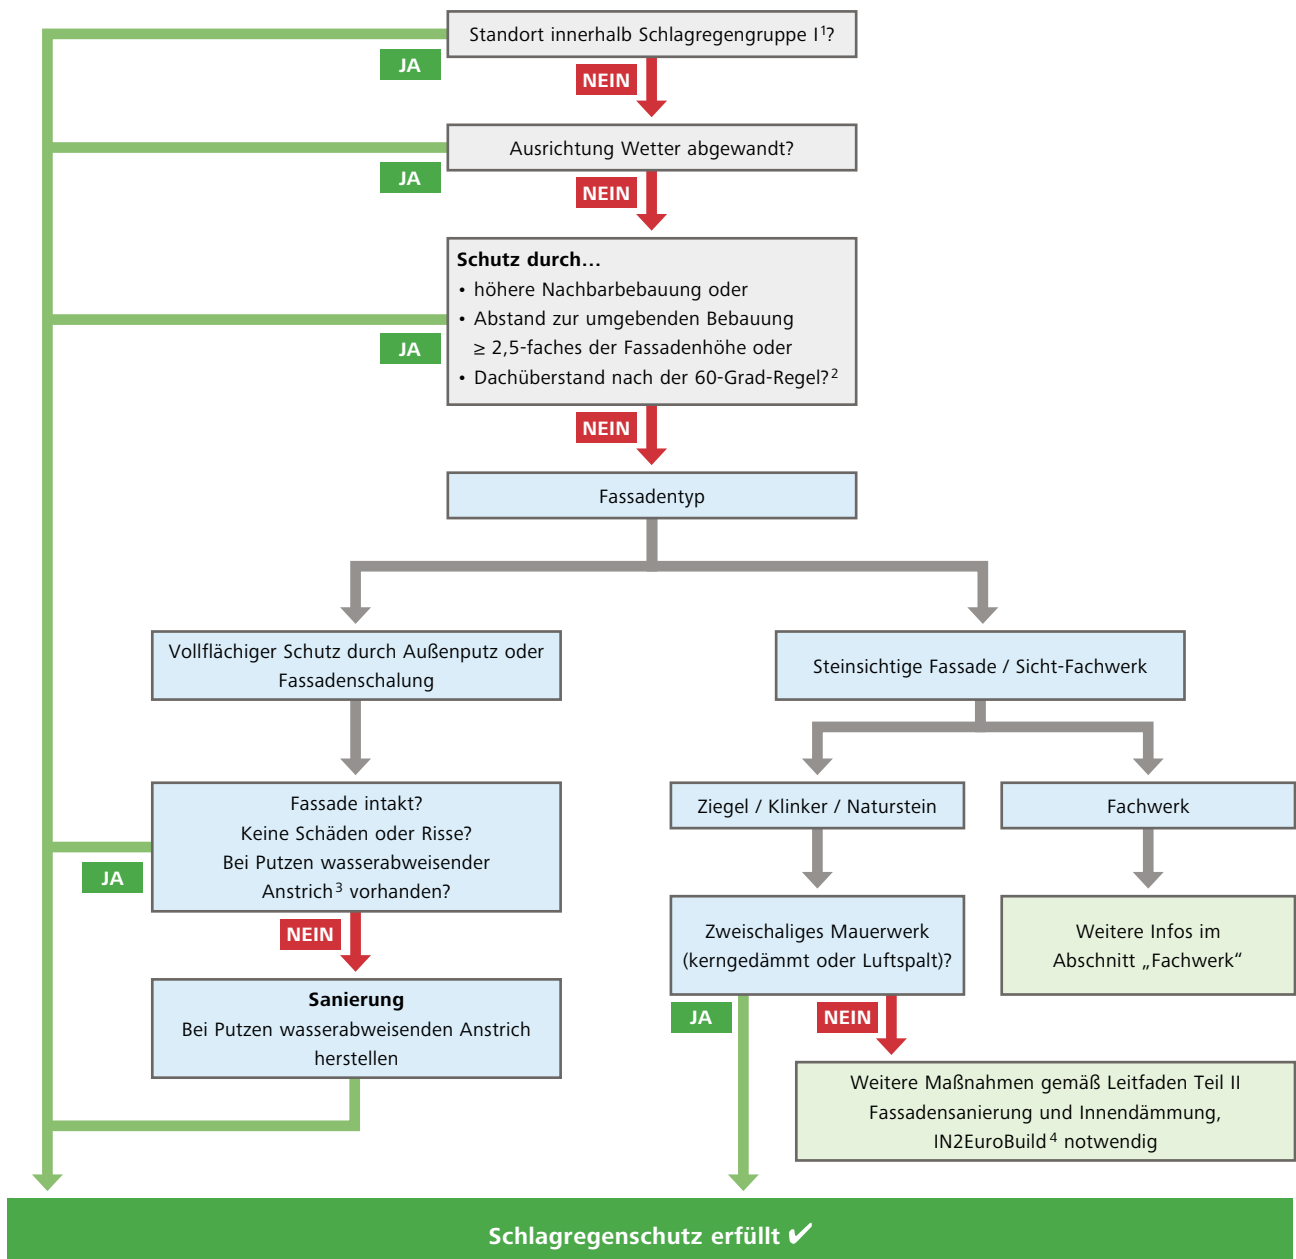 Standort innerhalb Schlagregengruppe I¹?
JA
NEIN
Ausrichtung Wetter abgewandt?
JA
NEIN
Schutz durch...
• höhere Nachbarbebauung oder
• Abstand zur umgebenden Bebauung
≥ 2,5-faches der Fassadenhöhe oder
• Dachüberstand nach der 60-Grad-Regel?²
JA
NEIN
Fassadentyp
Vollflächiger Schutz durch Außenputz oder
Fassadenschalung
Steinsichtige Fassade / Sicht-Fachwerk
Fassade intakt?
Keine Schäden oder Risse?
Bei Putzen wasserabweisender
Anstrich³ vorhanden?
JA
NEIN
Ziegel / Klinker / Naturstein
Fachwerk
Zweischaliges Mauerwerk
(kerngedämmt oder Luftspalt)?
Weitere Infos im
Abschnitt „Fachwerk“
Sanierung
Bei Putzen wasserabweisenden Anstrich
herstellen
JA
NEIN
Weitere Maßnahmen gemäß Leitfaden Teil II
Fassadensanierung und Innendämmung,
IN2EuroBuild⁴ notwendig
Schlagregenschutz erfüllt ✔